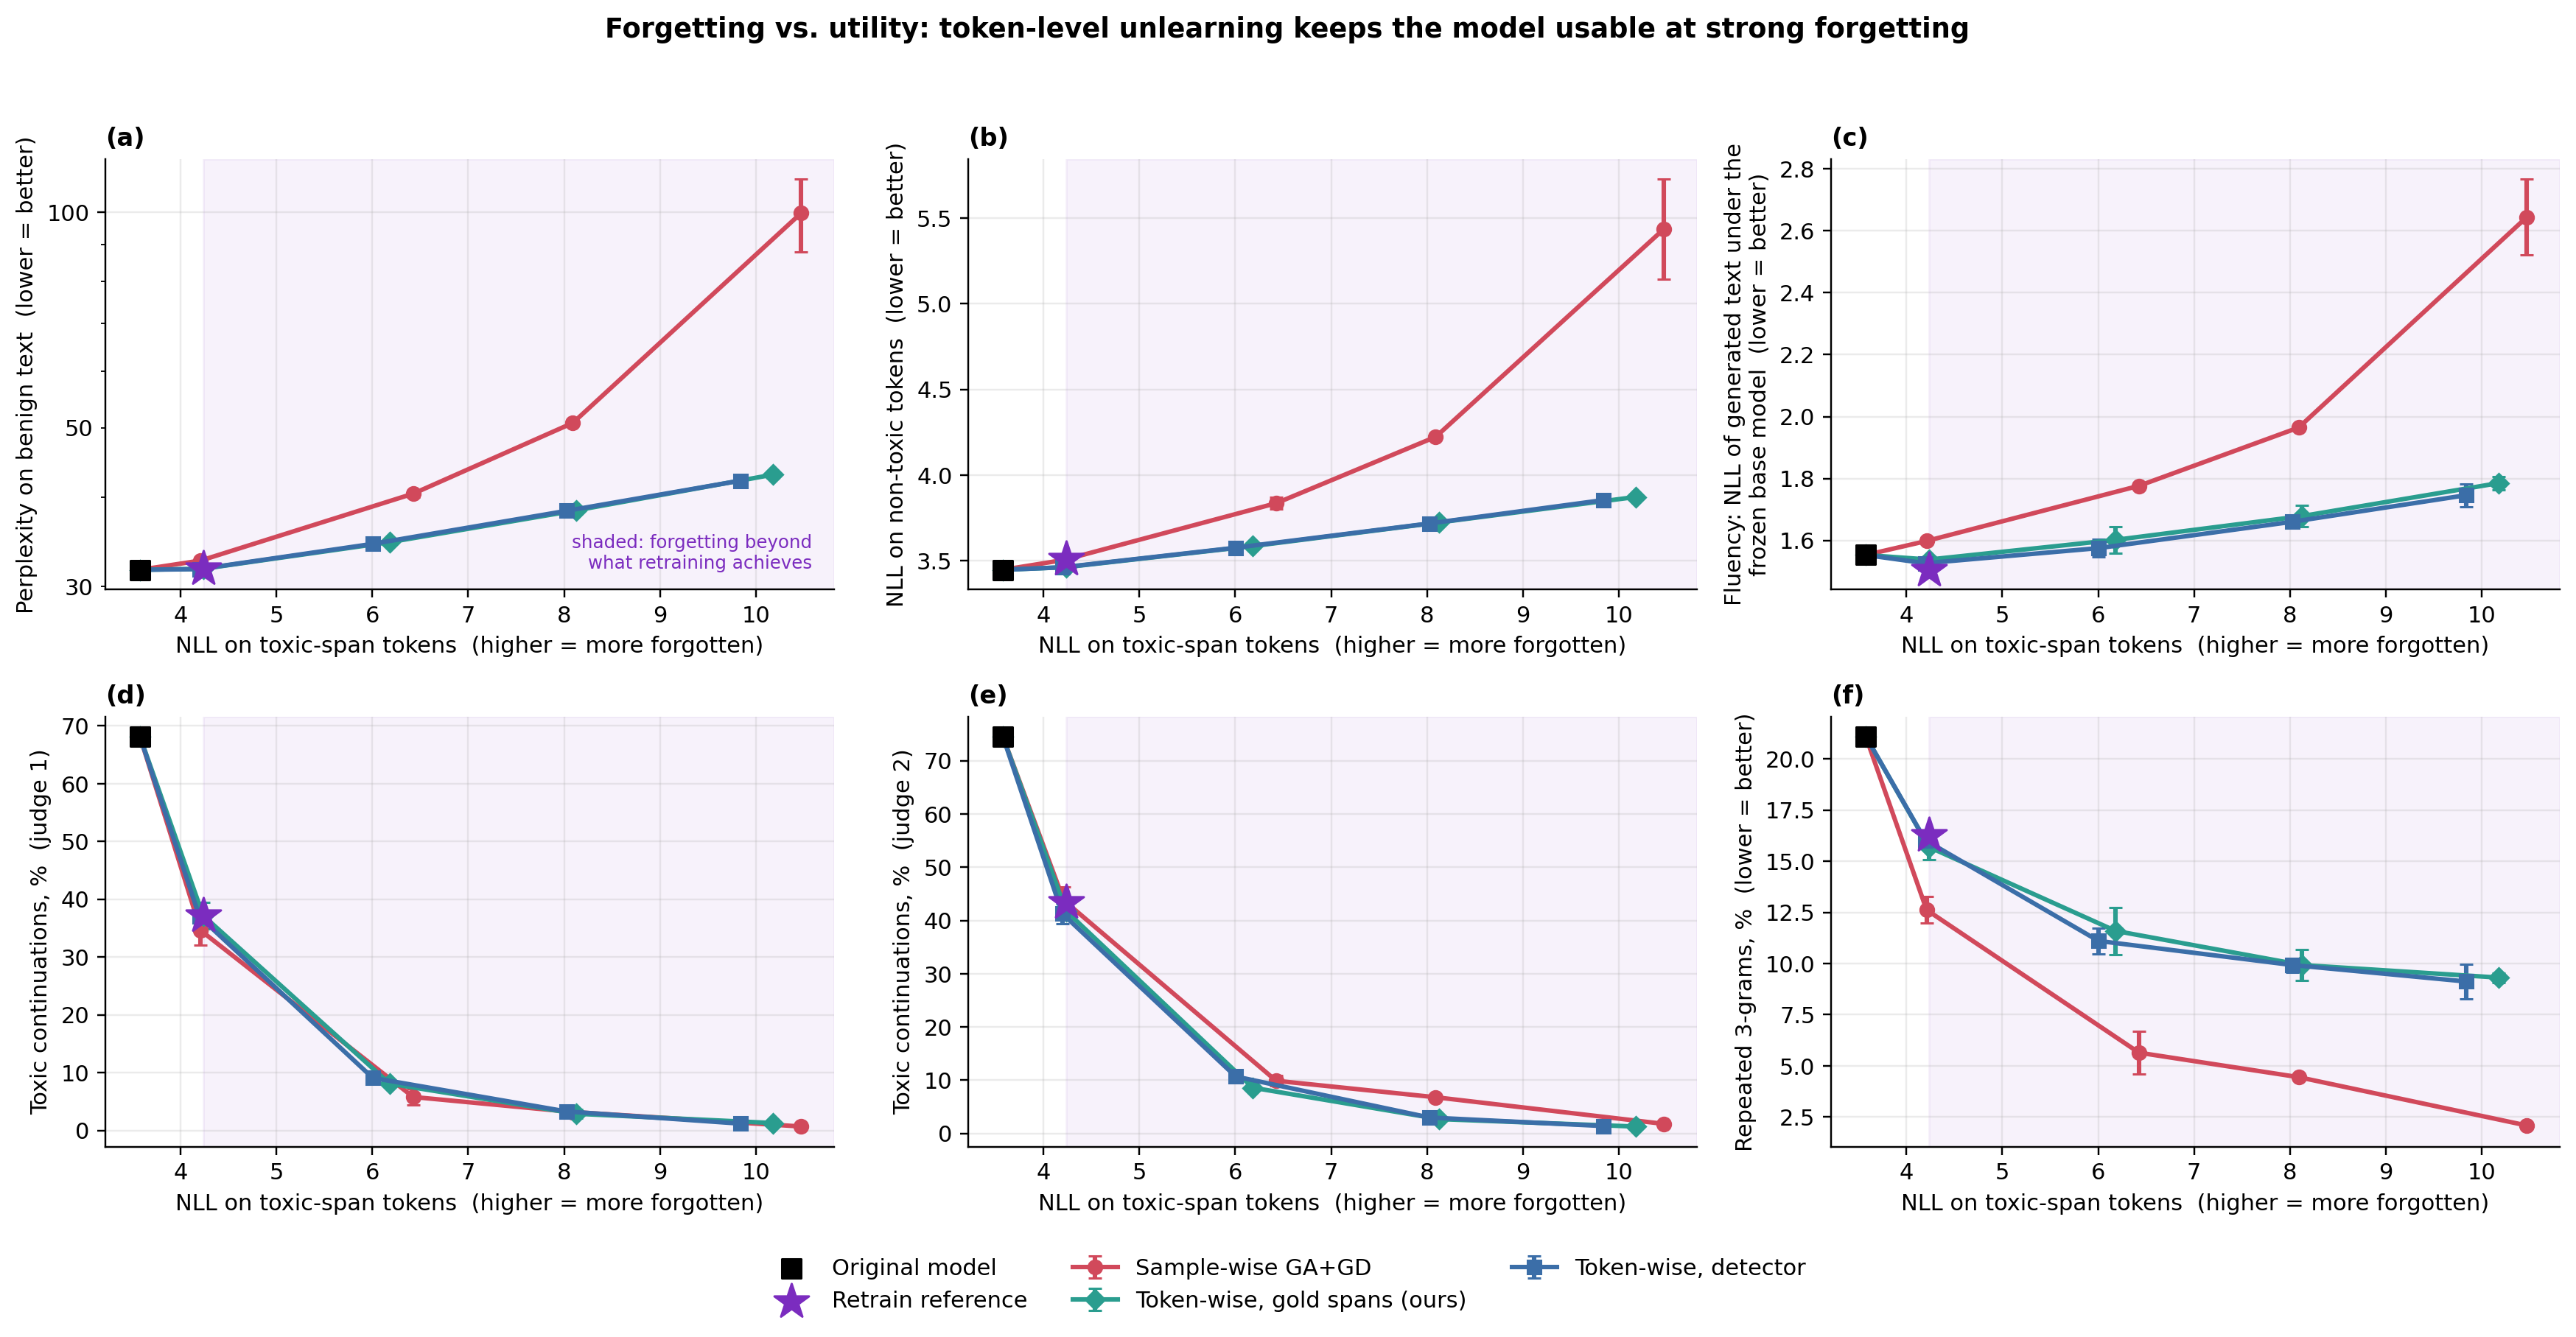 Forgetting vs. utility: token-level unlearning keeps the model usable at strong forgetting
(a)
Perplexity on benign text (lower = better)
100
50
30
4 5 6 7 8 9 10
shaded: forgetting beyond
what retraining achieves
NLL on toxic-span tokens (higher = more forgotten)
(b)
NLL on non-toxic tokens (lower = better)
5.5
5.0
4.5
4.0
3.5
4 5 6 7 8 9 10
NLL on toxic-span tokens (higher = more forgotten)
(c)
Fluency: NLL of generated text under the
frozen base model (lower = better)
2.8
2.6
2.4
2.2
2.0
1.8
1.6
4 5 6 7 8 9 10
NLL on toxic-span tokens (higher = more forgotten)
(d)
Toxic continuations, % (judge 1)
70
60
50
40
30
20
10
0
4 5 6 7 8 9 10
NLL on toxic-span tokens (higher = more forgotten)
(e)
Toxic continuations, % (judge 2)
70
60
50
40
30
20
10
0
4 5 6 7 8 9 10
NLL on toxic-span tokens (higher = more forgotten)
(f)
Repeated 3-grams, % (lower = better)
20.0
17.5
15.0
12.5
10.0
7.5
5.0
2.5
4 5 6 7 8 9 10
NLL on toxic-span tokens (higher = more forgotten)
Original model
Retrain reference
Sample-wise GA+GD
Token-wise, gold spans (ours)
Token-wise, detector